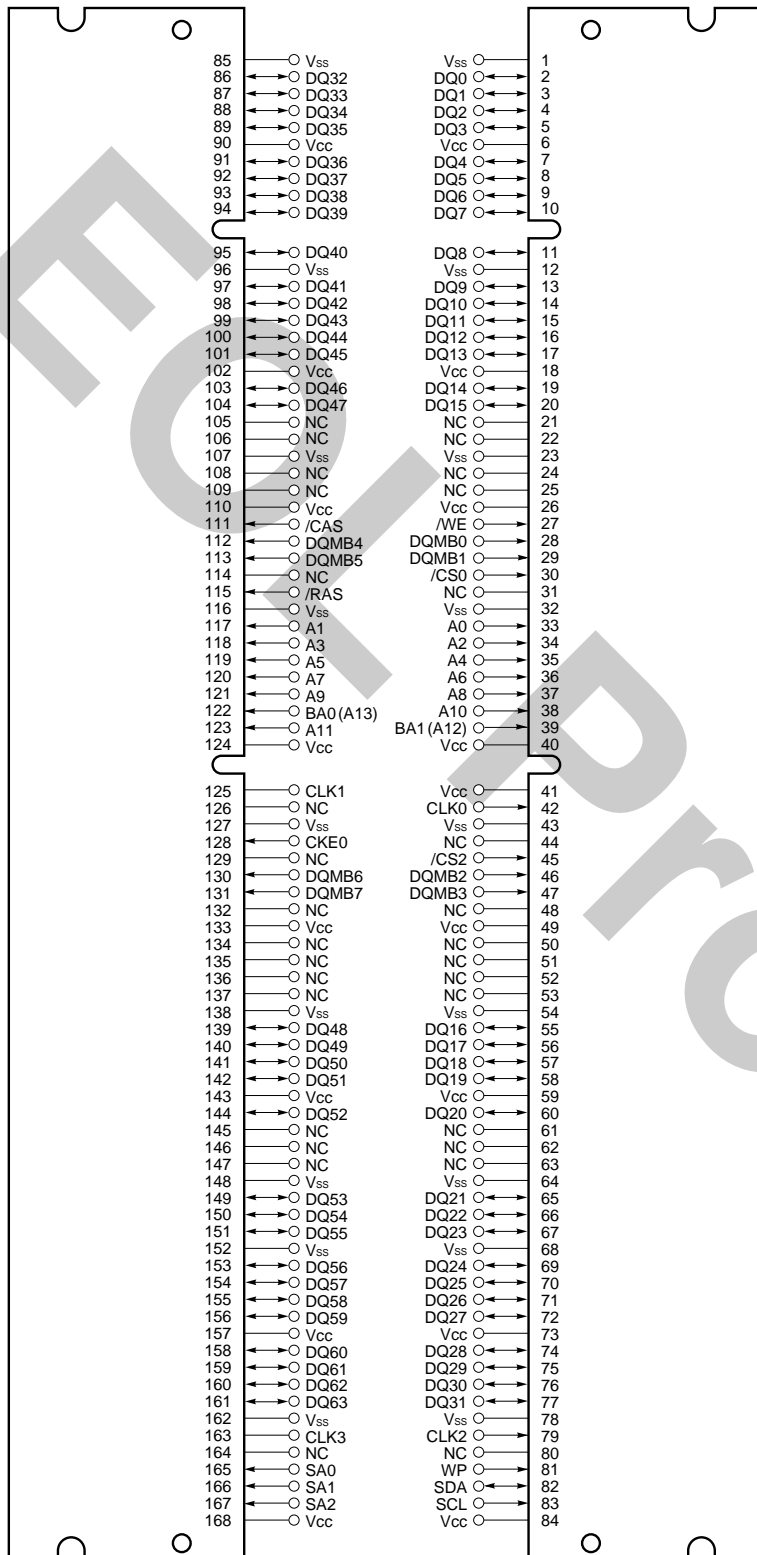 85 Vss Vss 1
86 DQ32 DQ0 2
87 DQ33 DQ1 3
88 DQ34 DQ2 4
89 DQ35 DQ3 5
90 Vcc Vcc 6
91 DQ36 DQ4 7
92 DQ37 DQ5 8
93 DQ38 DQ6 9
94 DQ39 DQ7 10
95 DQ40 DQ8 11
96 Vss Vss 12
97 DQ41 DQ9 13
98 DQ42 DQ10 14
99 DQ43 DQ11 15
100 DQ44 DQ12 16
101 DQ45 DQ13 17
102 Vcc Vcc 18
103 DQ46 DQ14 19
104 DQ47 DQ15 20
105 NC NC 21
106 NC NC 22
107 Vss Vss 23
108 NC NC 24
109 NC NC 25
110 Vcc Vcc 26
111 /CAS /WE 27
112 DQMB4 DQMB0 28
113 DQMB5 DQMB1 29
114 NC /CS0 30
115 /RAS NC 31
116 Vss Vss 32
117 A1 A0 33
118 A3 A2 34
119 A5 A4 35
120 A7 A6 36
121 A9 A8 37
122 BA0 (A13) A10 38
123 A11 BA1 (A12) 39
124 Vcc Vcc 40
125 CLK1 Vcc 41
126 NC CLK0 42
127 Vss Vss 43
128 CKE0 NC 44
129 NC /CS2 45
130 DQMB6 DQMB2 46
131 DQMB7 DQMB3 47
132 NC NC 48
133 Vcc Vcc 49
134 NC NC 50
135 NC NC 51
136 NC NC 52
137 NC NC 53
138 Vss Vss 54
139 DQ48 DQ16 55
140 DQ49 DQ17 56
141 DQ50 DQ18 57
142 DQ51 DQ19 58
143 Vcc Vcc 59
144 DQ52 DQ20 60
145 NC NC 61
146 NC NC 62
147 NC NC 63
148 Vss Vss 64
149 DQ53 DQ21 65
150 DQ54 DQ22 66
151 DQ55 DQ23 67
152 Vss Vss 68
153 DQ56 DQ24 69
154 DQ57 DQ25 70
155 DQ58 DQ26 71
156 DQ59 DQ27 72
157 Vcc Vcc 73
158 DQ60 DQ28 74
159 DQ61 DQ29 75
160 DQ62 DQ30 76
161 DQ63 DQ31 77
162 Vss Vss 78
163 CLK3 CLK2 79
164 NC NC 80
165 SA0 WP 81
166 SA1 SDA 82
167 SA2 SCL 83
168 Vcc Vcc 84
EOL Pro